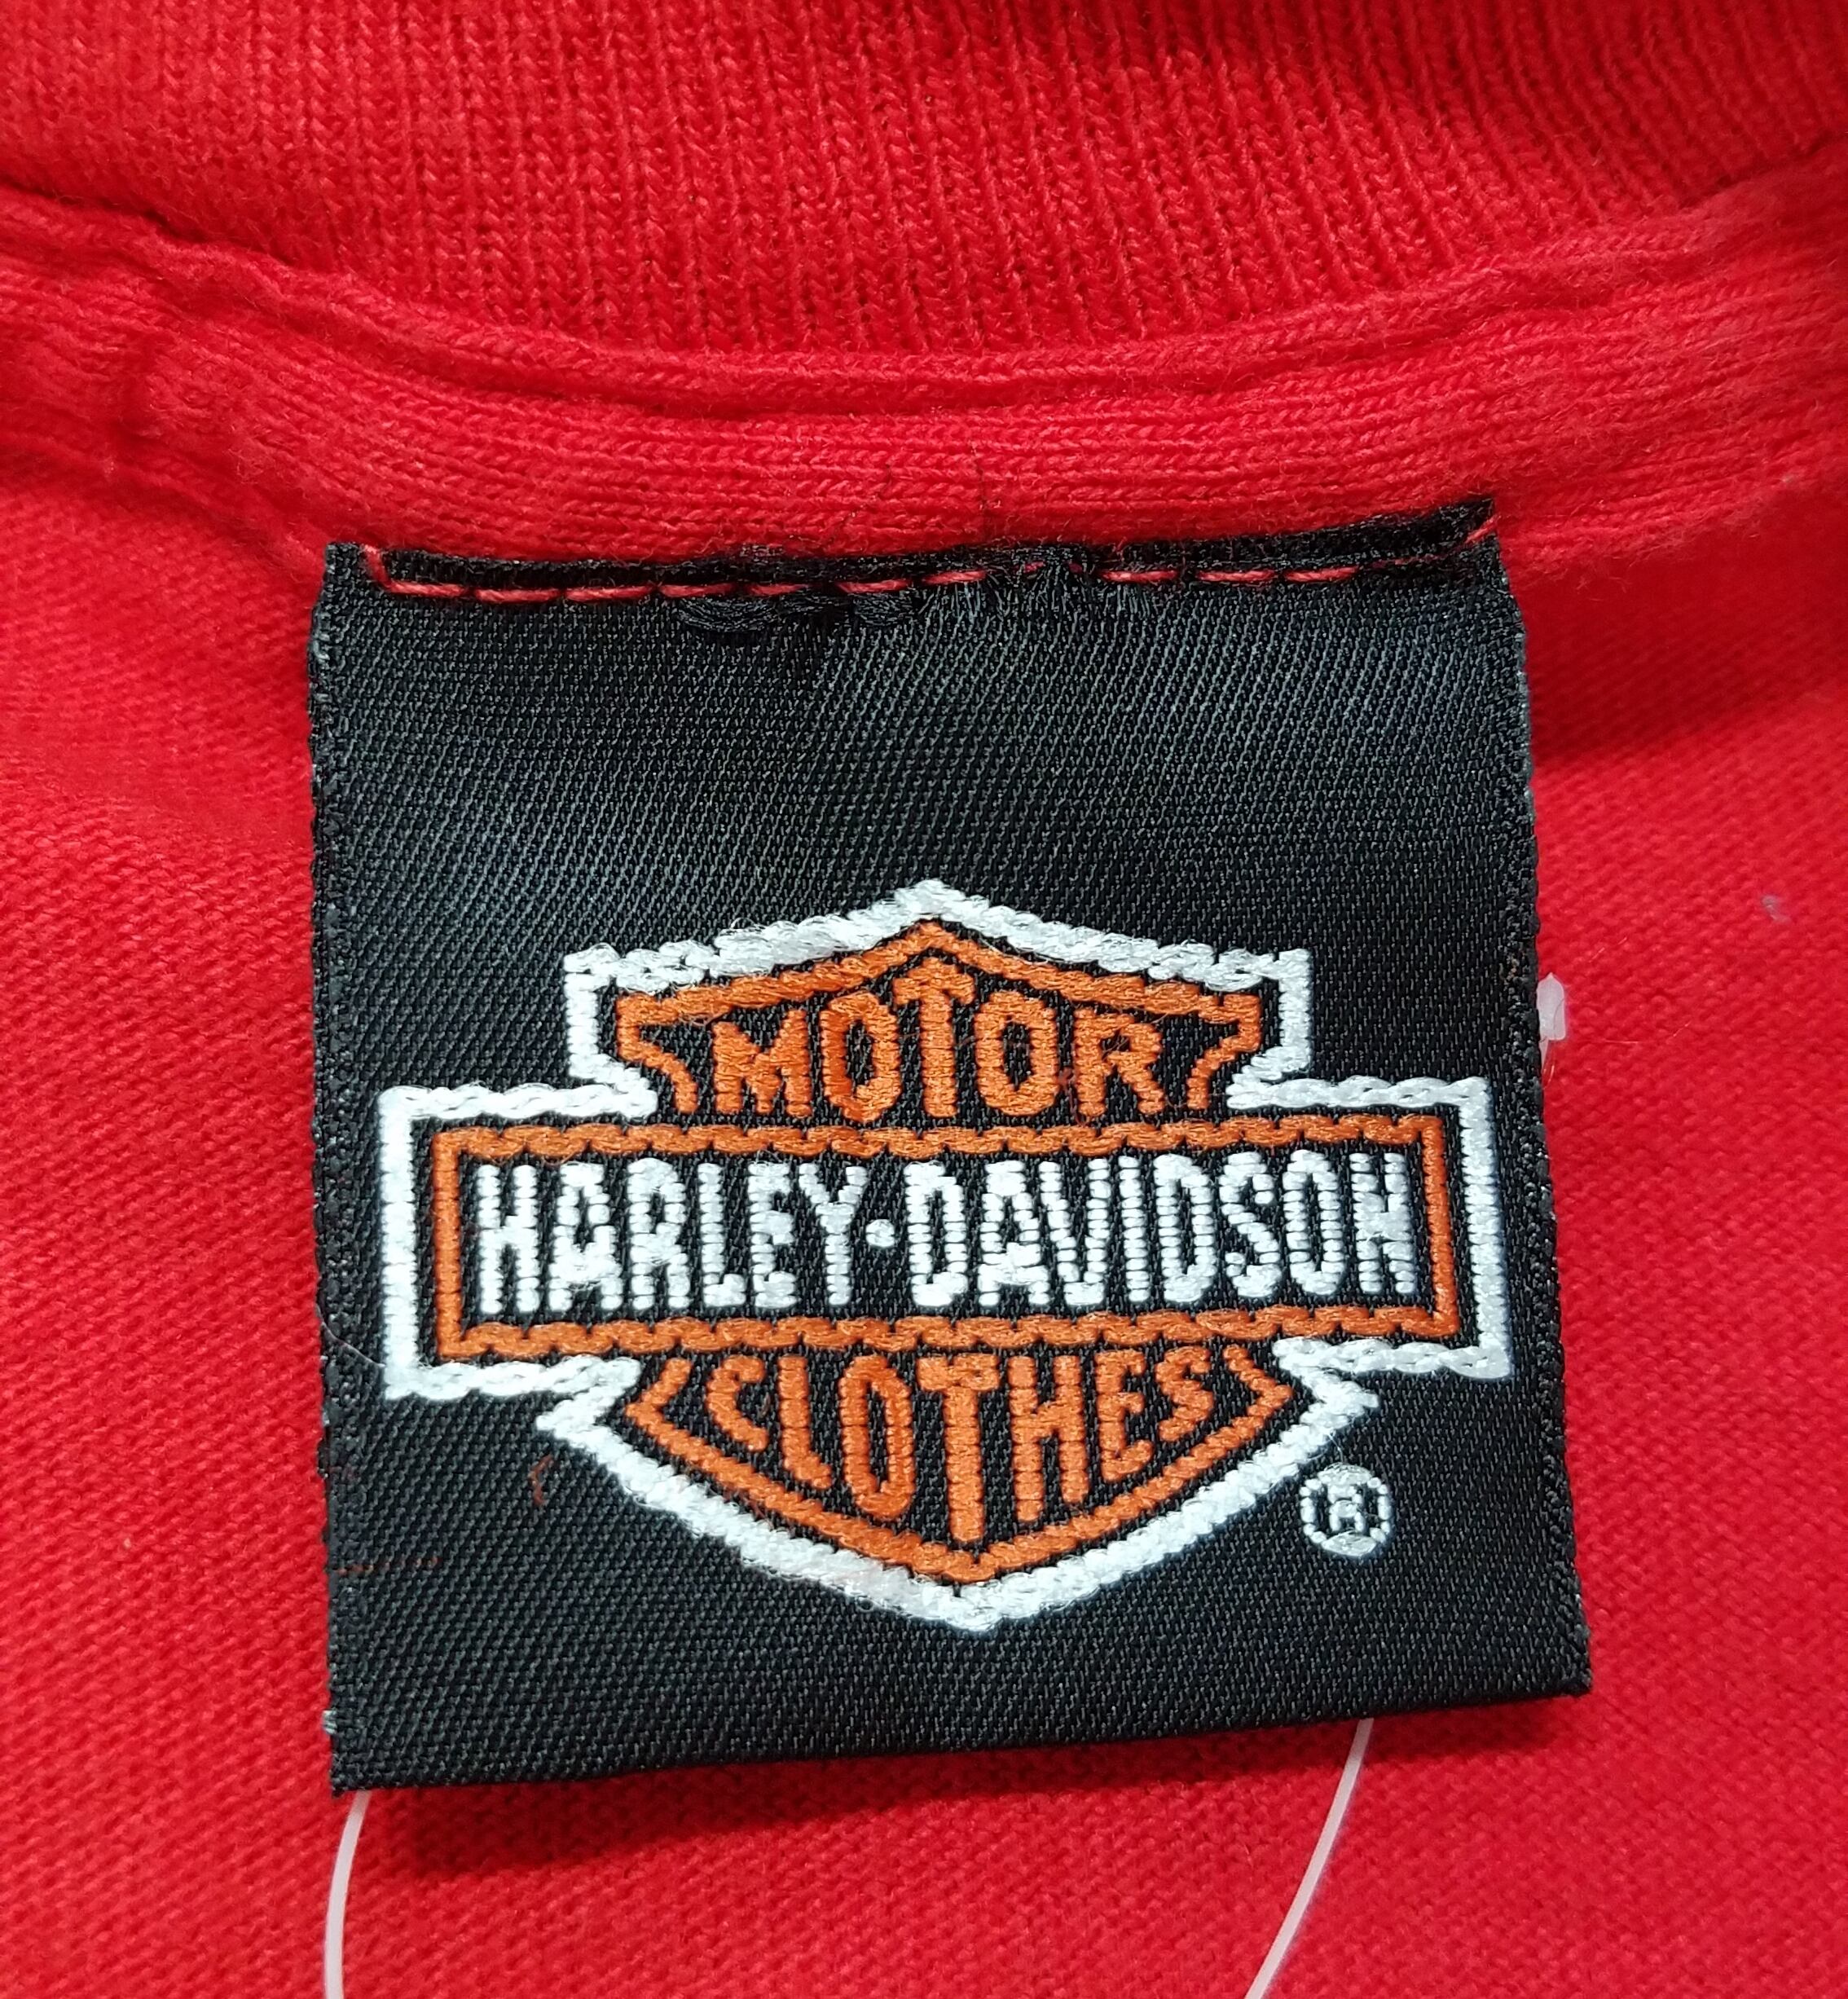 MOTOR
HARLEY-DAVIDSON
CLOTHES
®